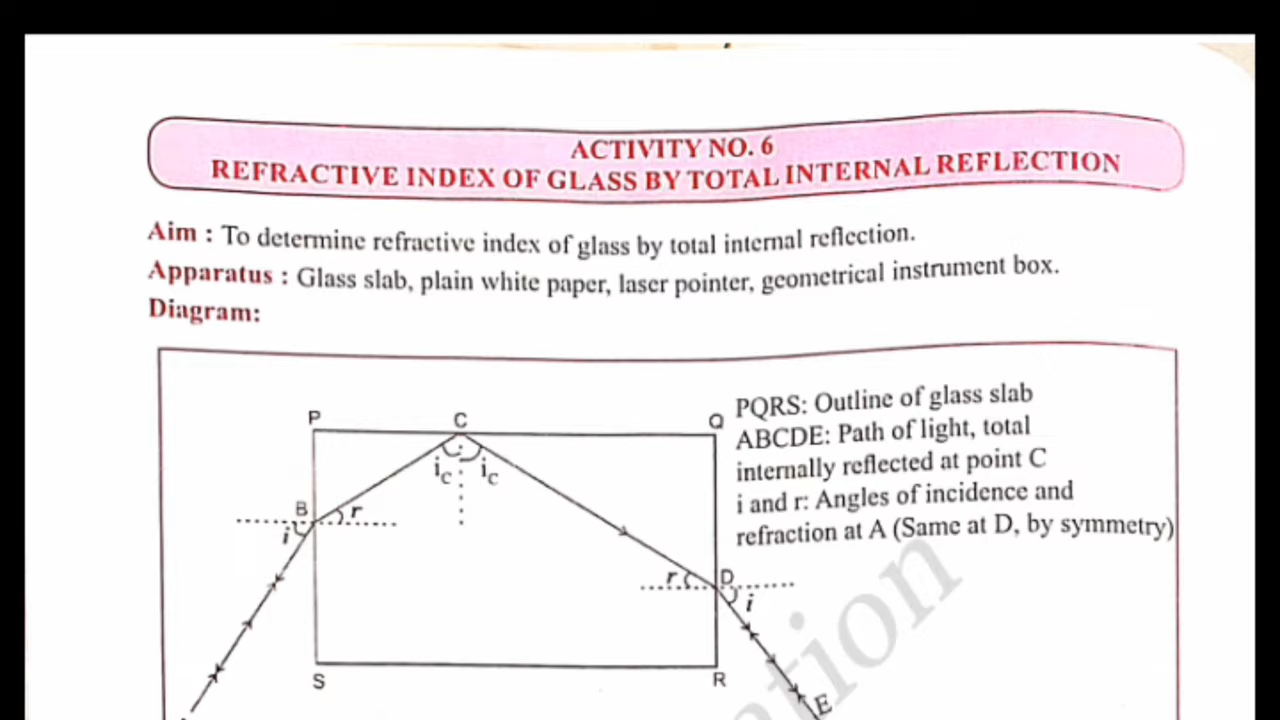 ACTIVITY NO. 6
REFRACTIVE INDEX OF GLASS BY TOTAL INTERNAL REFLECTION
Aim : To determine refractive index of glass by total internal reflection.
Apparatus : Glass slab, plain white paper, laser pointer, geometrical instrument box.
Diagram:
PQRS: Outline of glass slab
ABCDE: Path of light, total
internally reflected at point C
i and r: Angles of incidence and
refraction at A (Same at D, by symmetry)
P
C
Q
ic
ic
B
r
i
r
D
i
S
R
E